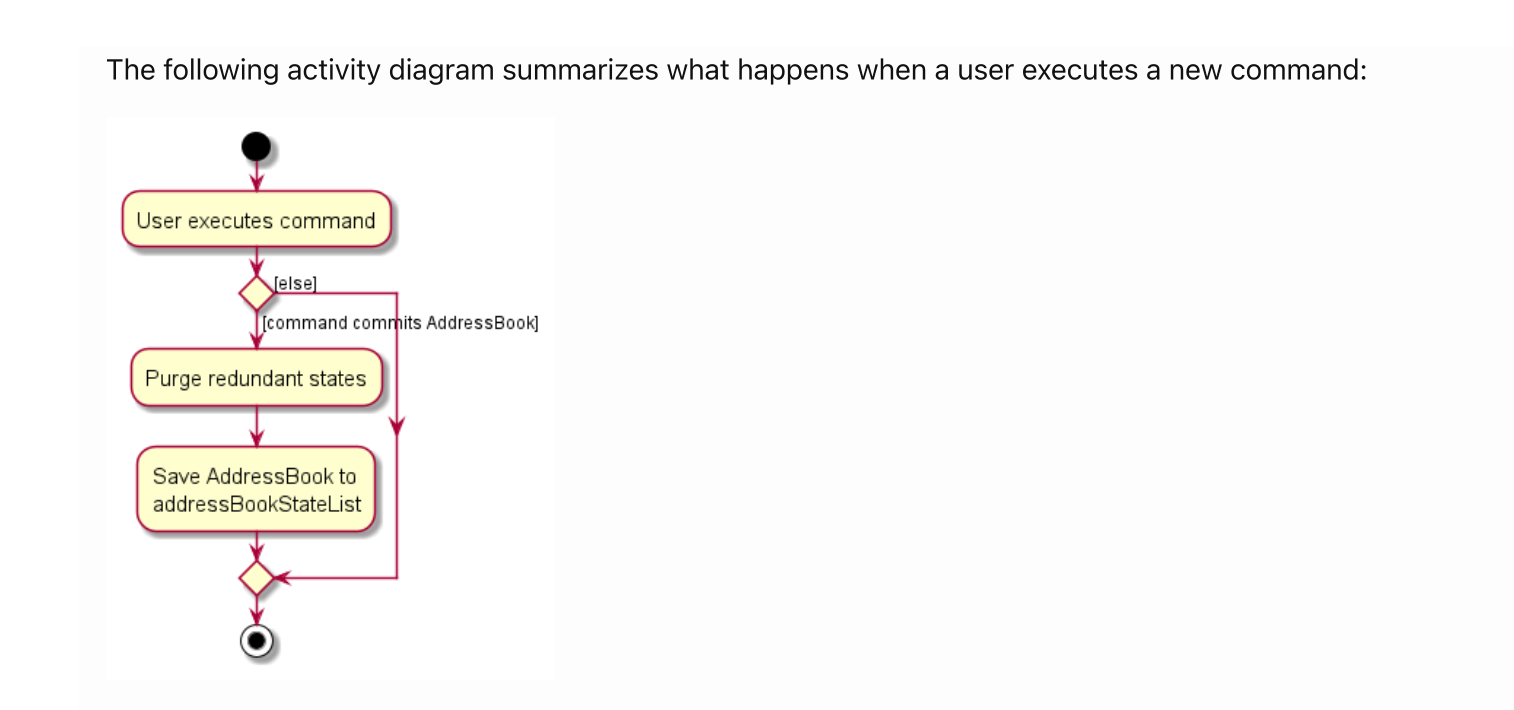 The following activity diagram summarizes what happens when a user executes a new command:
User executes command
[else]
[command commits AddressBook]
Purge redundant states
Save AddressBook to
addressBookStateList